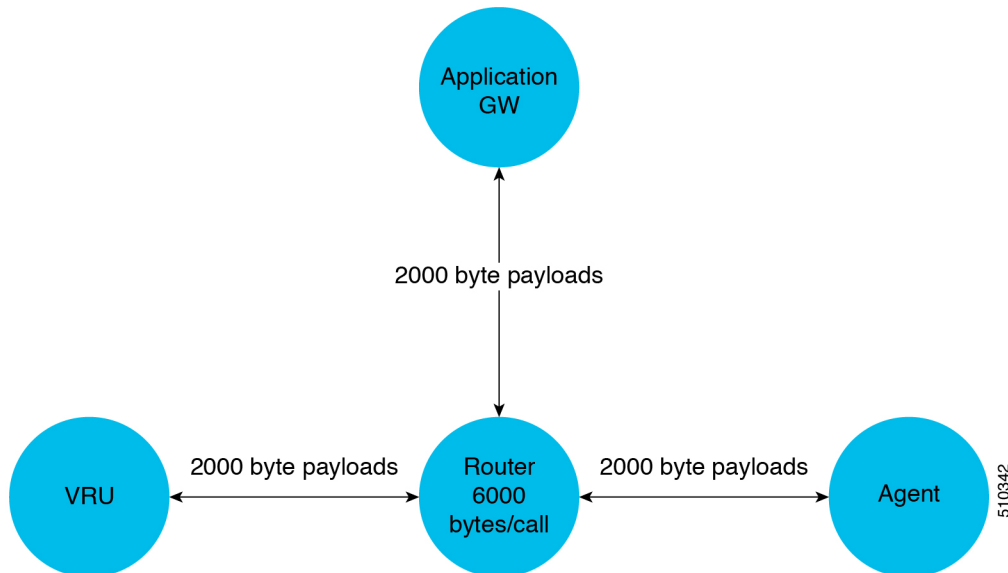 Application
GW
2000 byte payloads
VRU
2000 byte payloads
Router
6000
bytes/call
2000 byte payloads
Agent
510342